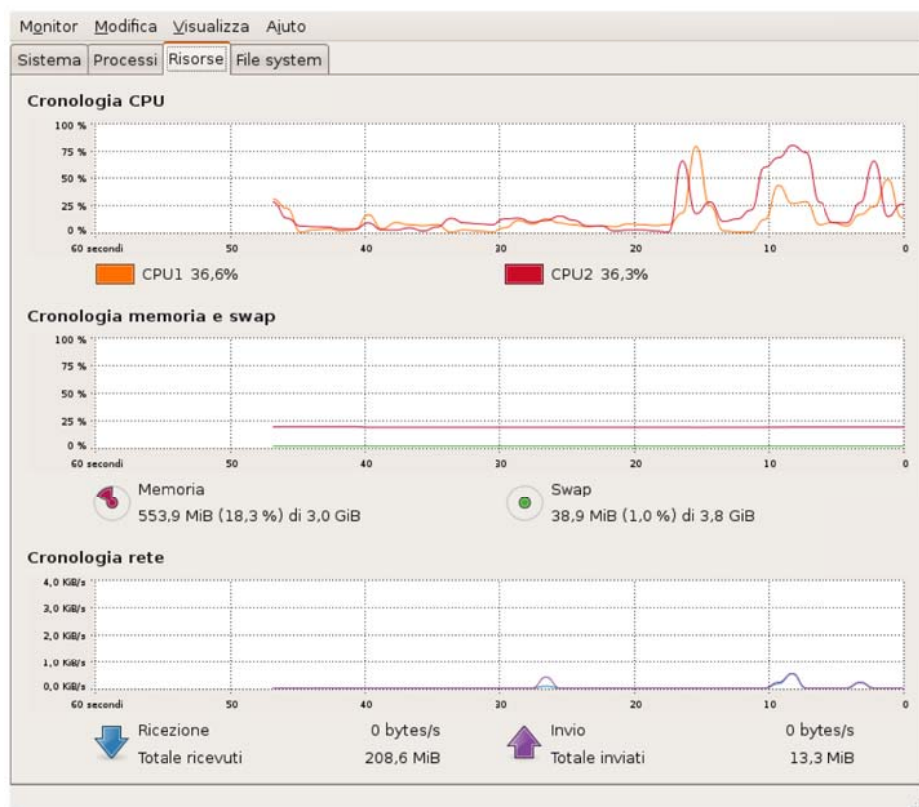 Monitor Modifica Visualizza Aiuto
Sistema Processi Risorse File system
Cronologia CPU
100 %
75 %
50 %
25 %
0 %
60 secondi 50 40 30 20 10 0
CPU1 36,6% CPU2 36,3%
Cronologia memoria e swap
100 %
75 %
50 %
25 %
0 %
60 secondi 50 40 30 20 10 0
Memoria Swap
553,9 MiB (18,3 %) di 3,0 GiB 38,9 MiB (1,0 %) di 3,8 GiB
Cronologia rete
4,0 KiB/s
3,0 KiB/s
2,0 KiB/s
1,0 KiB/s
0,0 KiB/s
60 secondi 50 40 30 20 10 0
Ricezione 0 bytes/s Invio 0 bytes/s
Totale ricevuti 208,6 MiB Totale inviati 13,3 MiB